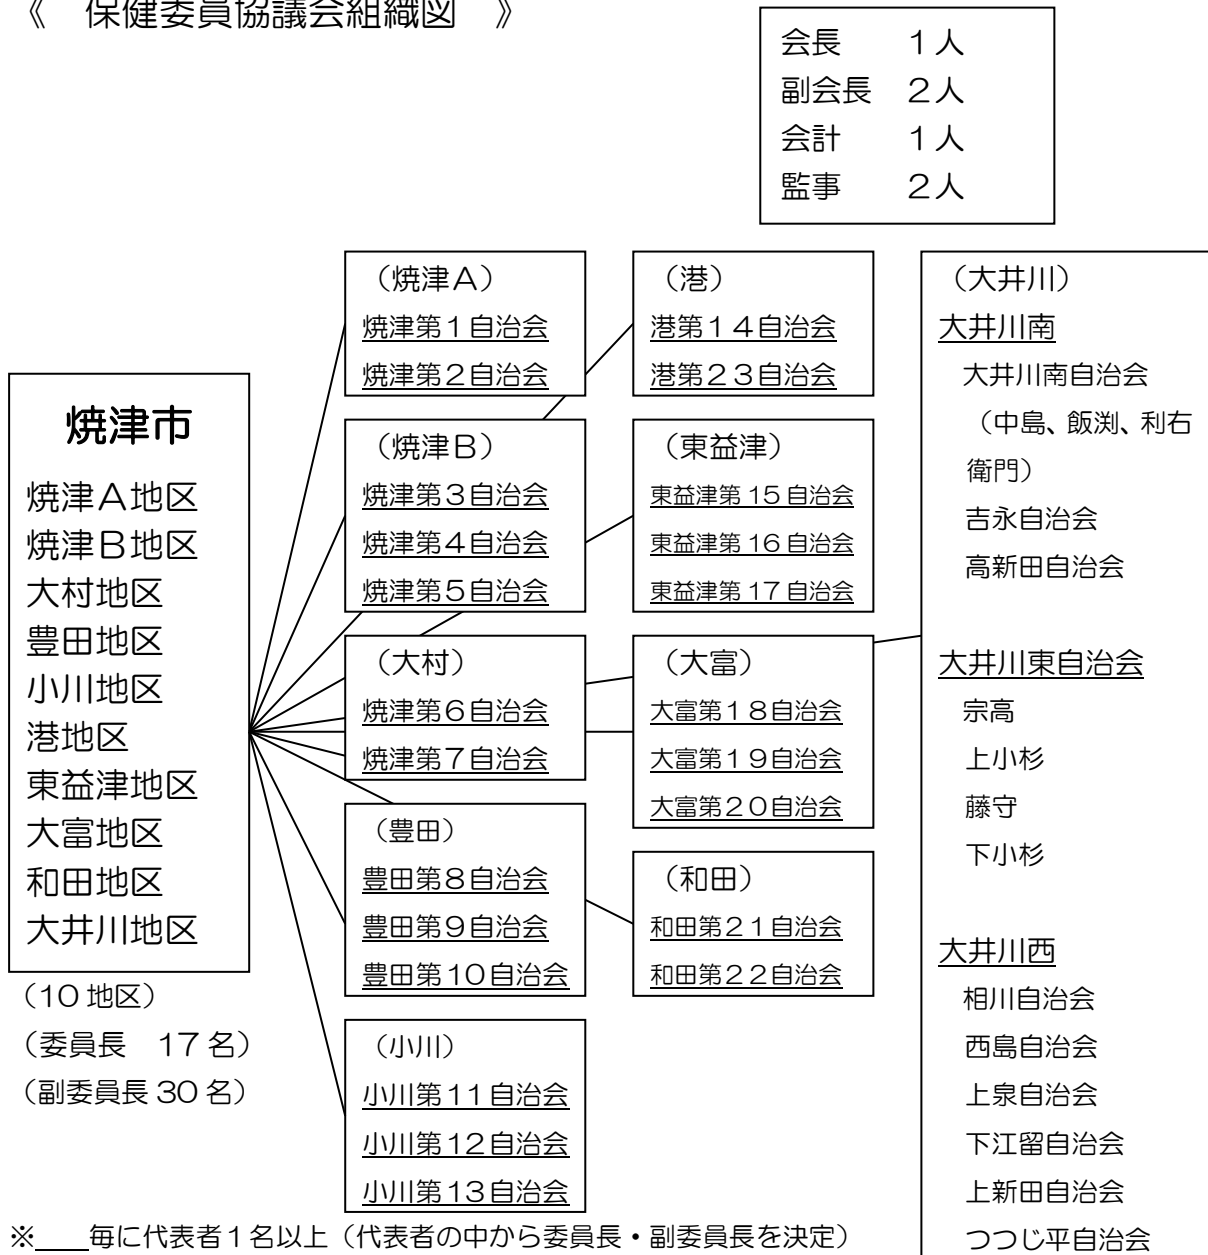 《　保健委員協議会組織図　》
会長　　１人
副会長　２人
会計　　１人
監事　　２人
焼津市
焼津Ａ地区
焼津Ｂ地区
大村地区
豊田地区
小川地区
港地区
東益津地区
大富地区
和田地区
大井川地区
（10 地区）
（委員長　17 名）
（副委員長 30 名）
（焼津Ａ）
焼津第１自治会
焼津第２自治会
（焼津Ｂ）
焼津第３自治会
焼津第４自治会
焼津第５自治会
（大村）
焼津第６自治会
焼津第７自治会
（豊田）
豊田第８自治会
豊田第９自治会
豊田第10自治会
（小川）
小川第11自治会
小川第12自治会
小川第13自治会
（港）
港第１４自治会
港第２３自治会
（東益津）
東益津第 15 自治会
東益津第 16 自治会
東益津第 17 自治会
（大富）
大富第１８自治会
大富第１９自治会
大富第２０自治会
（和田）
和田第２１自治会
和田第２２自治会
（大井川）
大井川南
大井川南自治会
（中島、飯渕、利右
衛門）
吉永自治会
高新田自治会
大井川東自治会
宗高
上小杉
藤守
下小杉
大井川西
相川自治会
西島自治会
上泉自治会
下江留自治会
上新田自治会
つつじ平自治会
※＿＿毎に代表者１名以上（代表者の中から委員長・副委員長を決定）